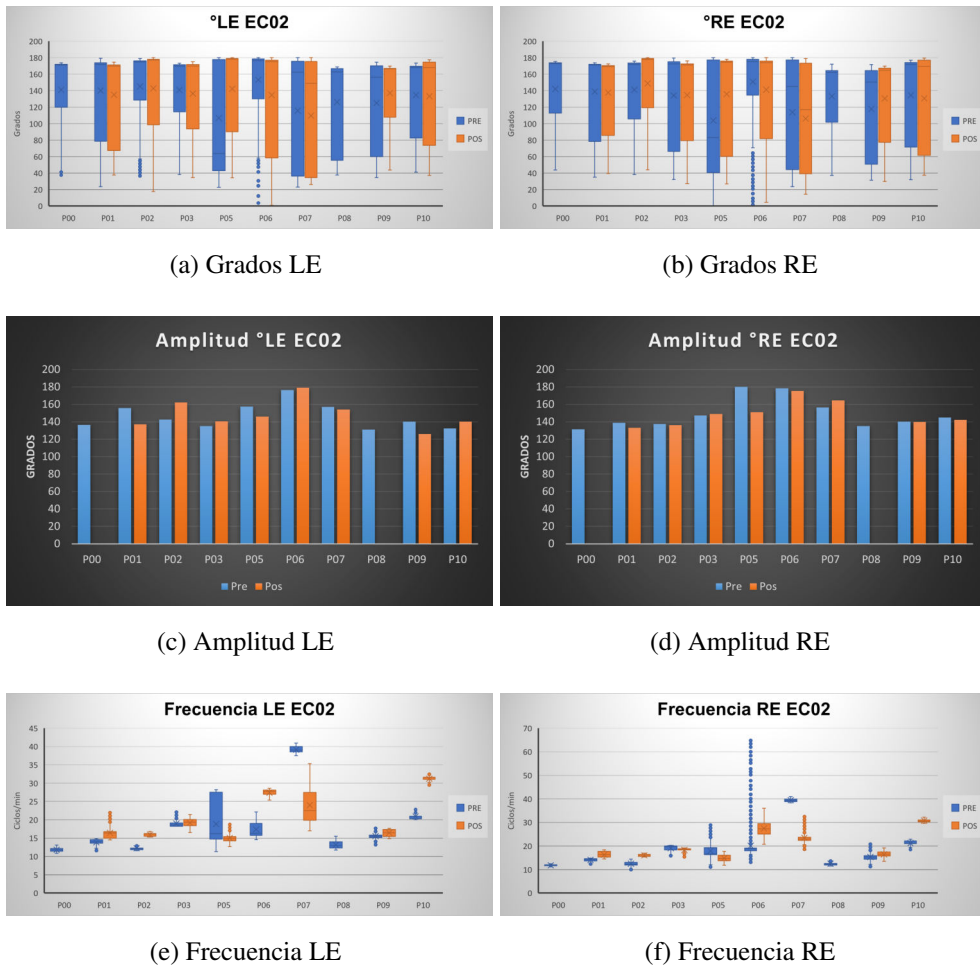 °LE EC02
Grados
200
180
160
140
120
100
80
60
40
20
0
P00 P01 P02 P03 P05 P06 P07 P08 P09 P10
PRE
POS
(a) Grados LE
°RE EC02
Grados
200
180
160
140
120
100
80
60
40
20
0
P00 P01 P02 P03 P05 P06 P07 P08 P09 P10
PRE
POS
(b) Grados RE
Amplitud °LE EC02
GRADOS
200
180
160
140
120
100
80
60
40
20
0
P00 P01 P02 P03 P05 P06 P07 P08 P09 P10
Pre Pos
(c) Amplitud LE
Amplitud °RE EC02
GRADOS
200
180
160
140
120
100
80
60
40
20
0
P00 P01 P02 P03 P05 P06 P07 P08 P09 P10
Pre Pos
(d) Amplitud RE
Frecuencia LE EC02
Ciclos/min
45
40
35
30
25
20
15
10
5
0
P00 P01 P02 P03 P05 P06 P07 P08 P09 P10
PRE
POS
(e) Frecuencia LE
Frecuencia RE EC02
Ciclos/min
70
60
50
40
30
20
10
0
P00 P01 P02 P03 P05 P06 P07 P08 P09 P10
PRE
POS
(f) Frecuencia RE